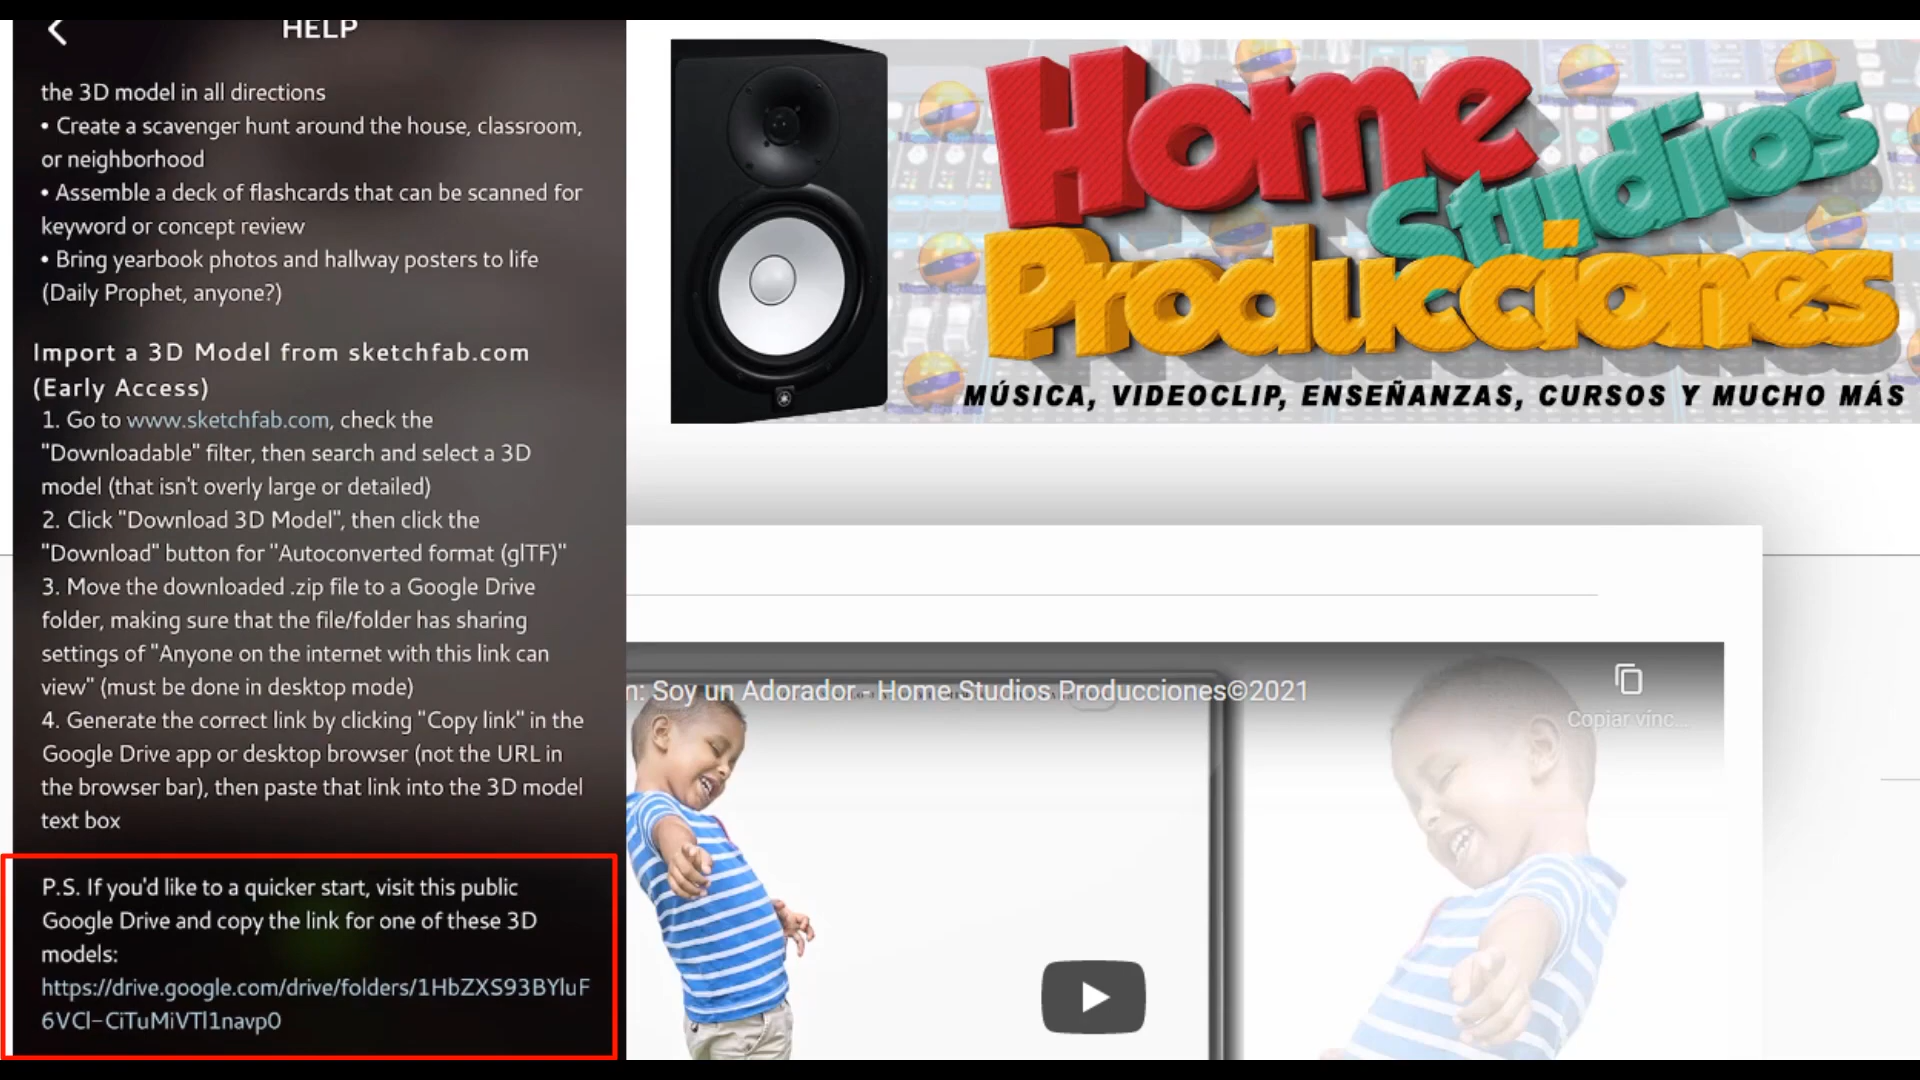 HELP
the 3D model in all directions
• Create a scavenger hunt around the house, classroom,
or neighborhood
• Assemble a deck of flashcards that can be scanned for
keyword or concept review
• Bring yearbook photos and hallway posters to life
(Daily Prophet, anyone?)
Import a 3D Model from sketchfab.com
(Early Access)
1. Go to www.sketchfab.com, check the
"Downloadable" filter, then search and select a 3D
model (that isn't overly large or detailed)
2. Click "Download 3D Model", then click the
"Download" button for "Autoconverted format (glTF)"
3. Move the downloaded .zip file to a Google Drive
folder, making sure that the file/folder has sharing
settings of "Anyone on the internet with this link can
view" (must be done in desktop mode)
4. Generate the correct link by clicking "Copy link" in the
Google Drive app or desktop browser (not the URL in
the browser bar), then paste that link into the 3D model
text box
P.S. If you'd like to a quicker start, visit this public
Google Drive and copy the link for one of these 3D
models:
https://drive.google.com/drive/folders/1HbZXS93BYluF
6VCl-CiTuMiVTl1navp0
Home
Studios
Producciones
MÚSICA, VIDEOCLIP, ENSEÑANZAS, CURSOS Y MUCHO MÁS
n: Soy un Adorador.- Home Studios Producciones©2021
Copiar vínc...